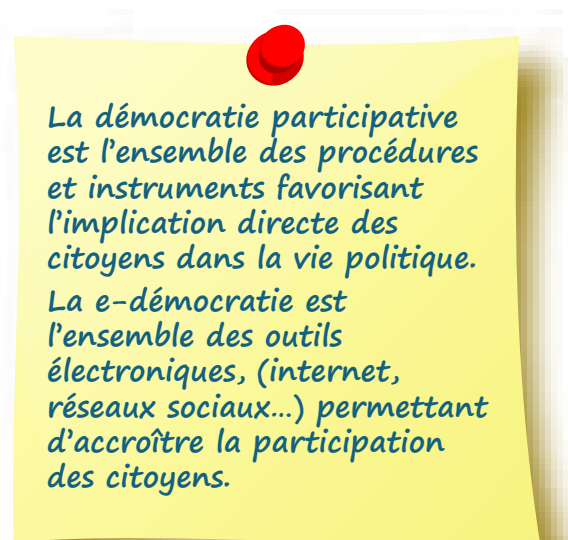 La démocratie participative
est l'ensemble des procédures
et instruments favorisant
l'implication directe des
citoyens dans la vie politique.
La e-démocratie est
l'ensemble des outils
électroniques, (internet,
réseaux sociaux...) permettant
d'accroître la participation
des citoyens.